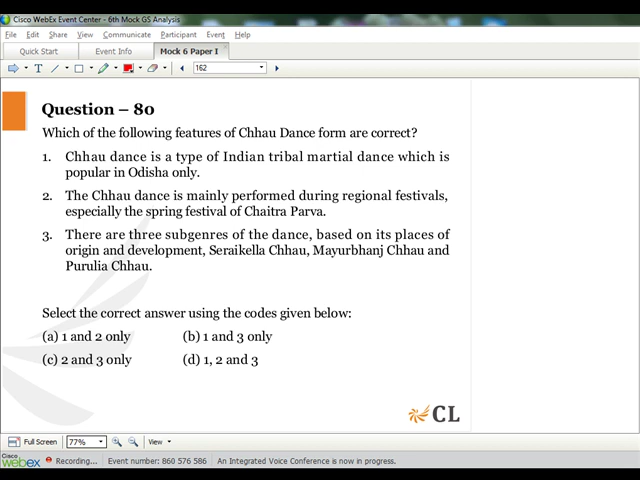 Cisco WebEx Event Center - 6th Mock GS Analysis
File Edit Share View Communicate Participant Event Help
Quick Start Event Info Mock 6 Paper I
T 162
Question – 80
Which of the following features of Chhau Dance form are correct?
1. Chhau dance is a type of Indian tribal martial dance which is
popular in Odisha only.
2. The Chhau dance is mainly performed during regional festivals,
especially the spring festival of Chaitra Parva.
3. There are three subgenres of the dance, based on its places of
origin and development, Seraikella Chhau, Mayurbhanj Chhau and
Purulia Chhau.
Select the correct answer using the codes given below:
(a) 1 and 2 only (b) 1 and 3 only
(c) 2 and 3 only (d) 1, 2 and 3
CL
Full Screen 77% View
Cisco
webex Recording... Event number: 860 576 586 An Integrated Voice Conference is now in progress.